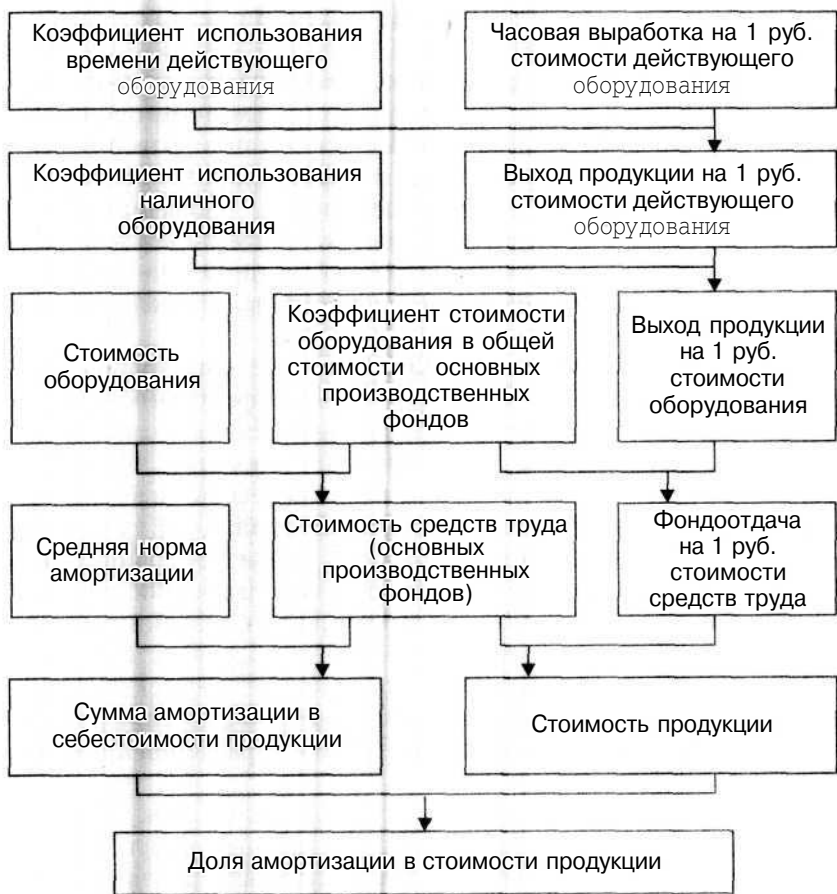 Коэффициент использования
времени действующего
оборудования
Часовая выработка на 1 руб.
стоимости действующего
оборудования
Коэффициент использования
наличного
оборудования
Выход продукции на 1 руб.
стоимости действующего
оборудования
Стоимость
оборудования
Коэффициент стоимости
оборудования в общей
стоимости основных
производственных
фондов
Выход продукции
на 1 руб.
стоимости
оборудования
Средняя норма
амортизации
Стоимость средств труда
(основных
производственных
фондов)
Фондоотдача
на 1 руб.
стоимости
средств труда
Сумма амортизации в
себестоимости продукции
Стоимость продукции
Доля амортизации в стоимости продукции